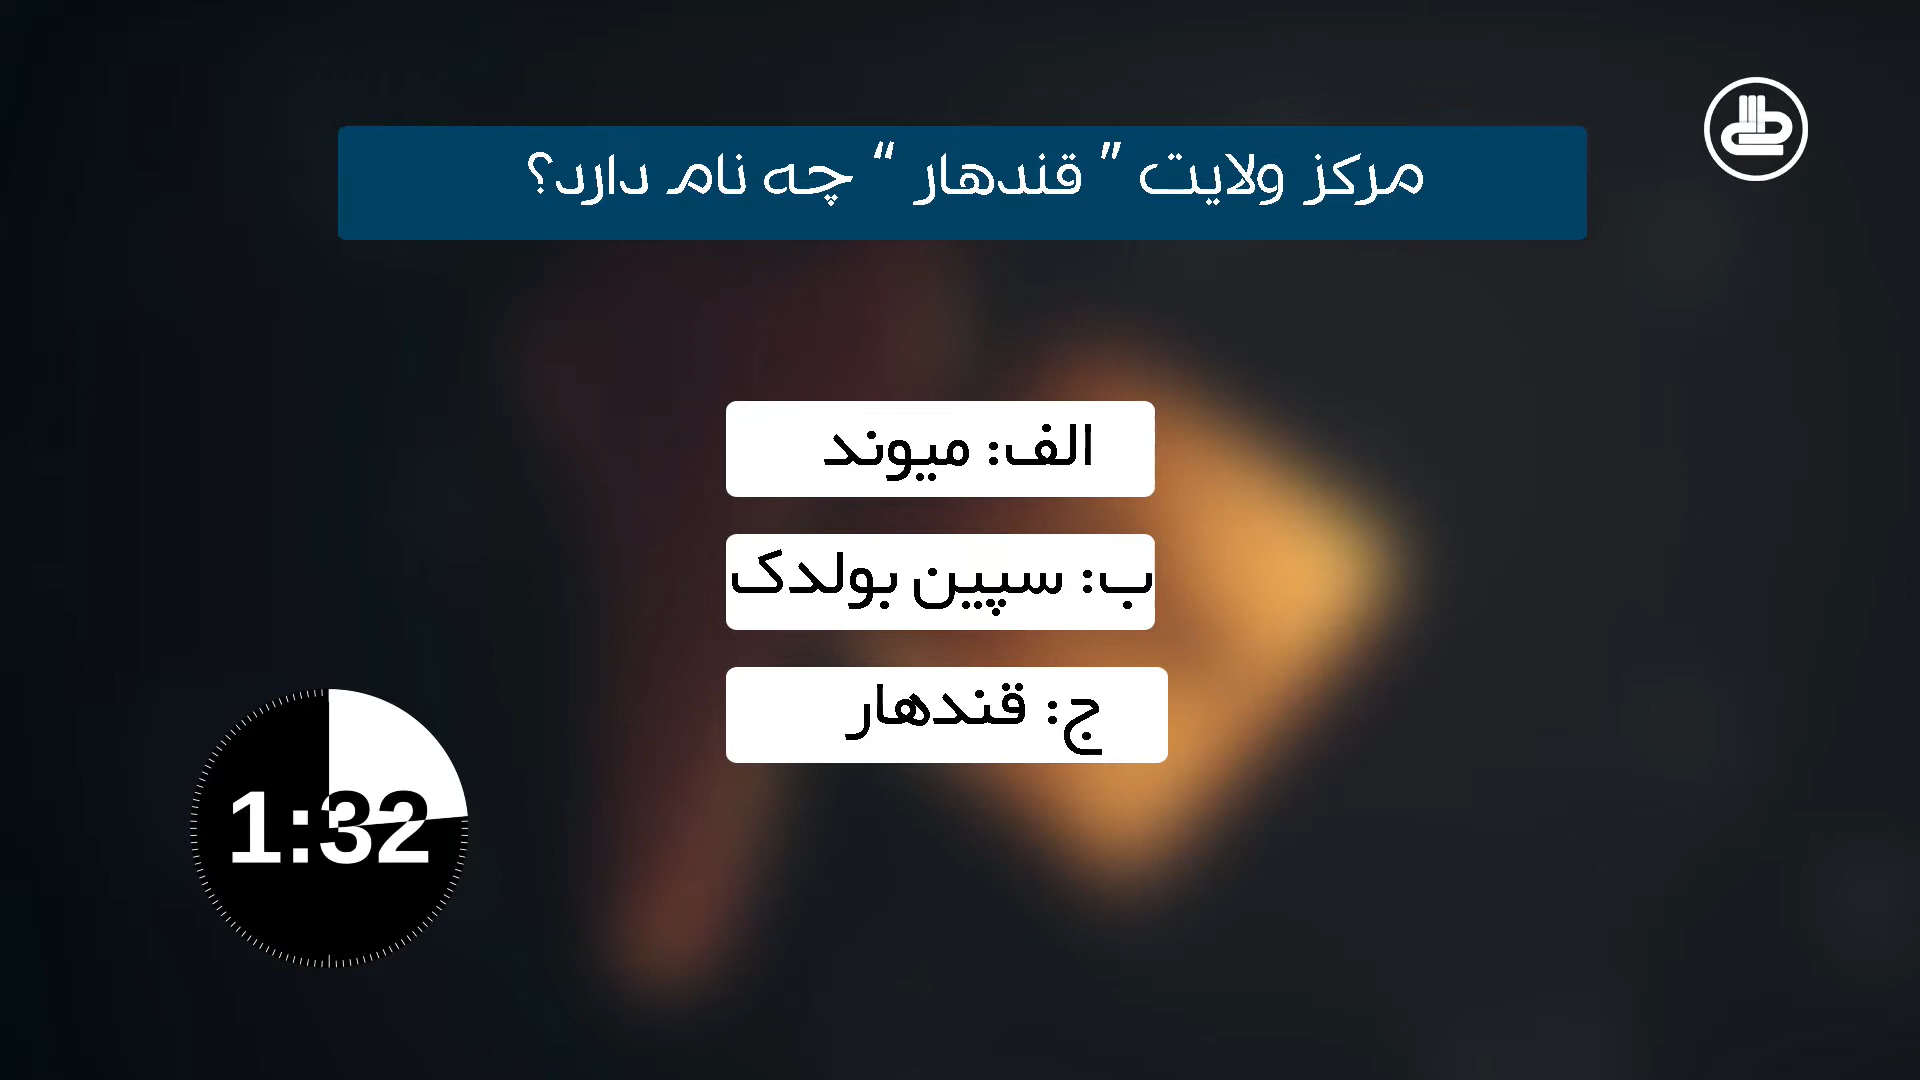 مرکز ولایت " قندهار “ چه نام دارد؟
الف: میوند
ب: سپین بولدک
ج: قندهار
1:32